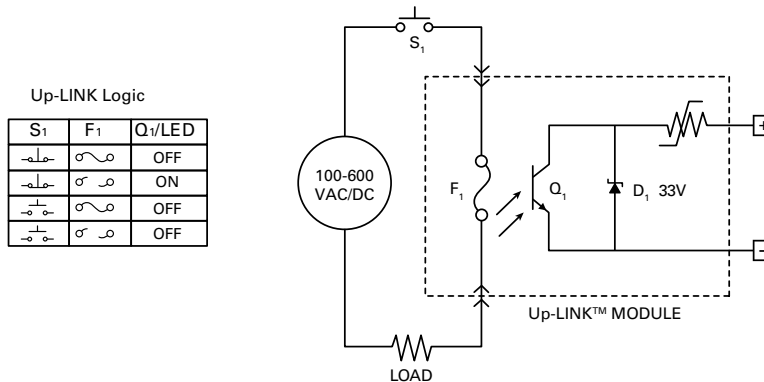 Up-LINK Logic
S1 F1 Q1/LED
OFF
ON
OFF
OFF
S1
100-600
VAC/DC
F1
Q1
D1 33V
+
−
Up-LINK™ MODULE
LOAD